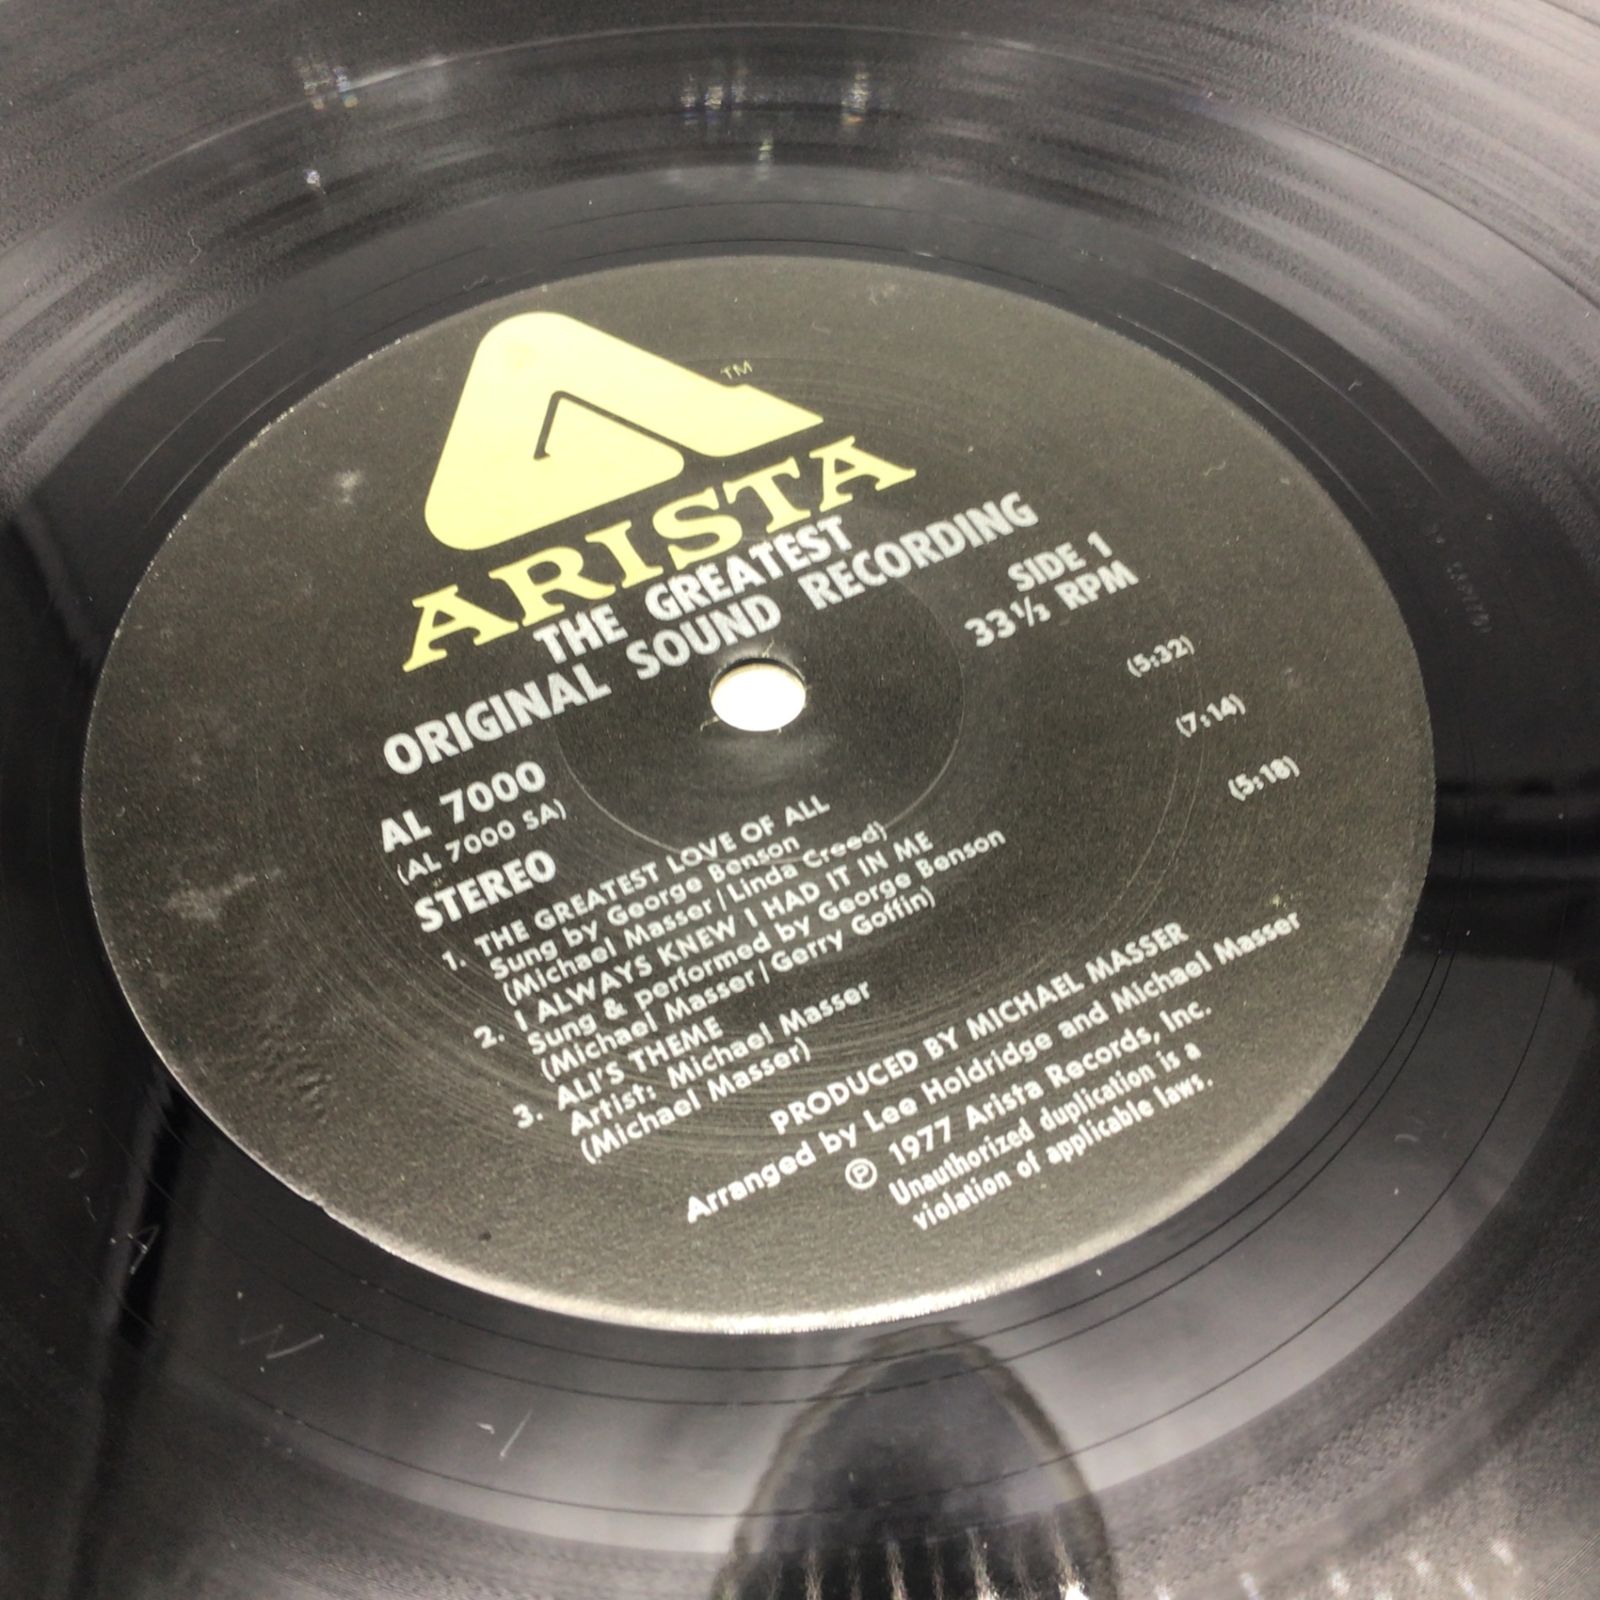 TM
ARISTA
THE GREATEST
ORIGINAL SOUND RECORDING
AL 7000
(AL 7000 SA)
STEREO
SIDE 1
33⅓ RPM
1. THE GREATEST LOVE OF ALL (5:32)
Sung by George Benson
(Michael Masser/Linda Creed)
2. I ALWAYS KNEW I HAD IT IN ME (7:14)
Sung & performed by George Benson
(Michael Masser/Gerry Goffin)
3. ALI'S THEME (5:18)
Artist: Michael Masser
(Michael Masser)
PRODUCED BY MICHAEL MASSER
Arranged by Lee Holdridge and Michael Masser
℗ 1977 Arista Records, Inc.
Unauthorized duplication is a
violation of applicable laws.